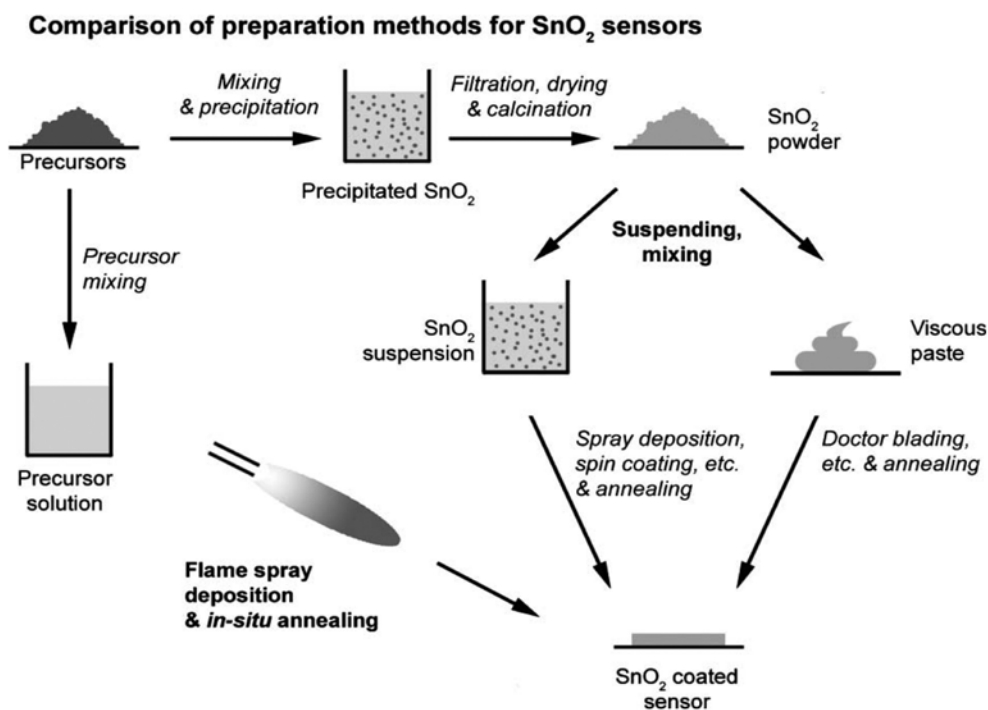 Comparison of preparation methods for SnO₂ sensors
Mixing
& precipitation
Filtration, drying
& calcination
Precursors
Precipitated SnO₂
SnO₂
powder
Precursor
mixing
Suspending,
mixing
SnO₂
suspension
Viscous
paste
Precursor
solution
Spray deposition,
spin coating, etc.
& annealing
Doctor blading,
etc. & annealing
Flame spray
deposition
& in-situ annealing
SnO₂ coated
sensor